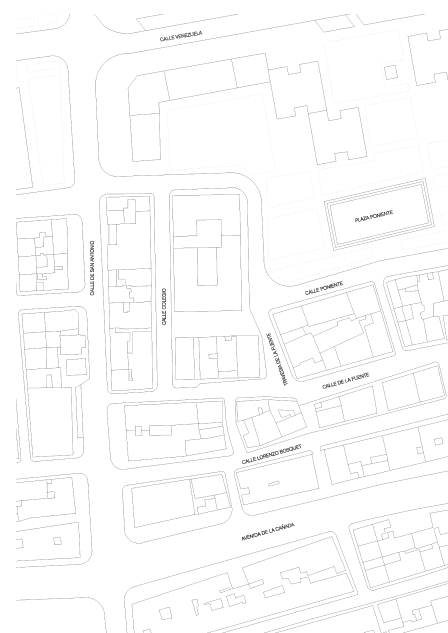 CALLE VENEZUELA
PLAZA PONIENTE
CALLE DE SAN ANTONIO
CALLE PONIENTE
CALLE COLEGIO
TRAVESIA DE LA FUENTE
CALLE DE LA FUENTE
CALLE LORENZO BOSQUET
AVENIDA DE LA CAÑADA